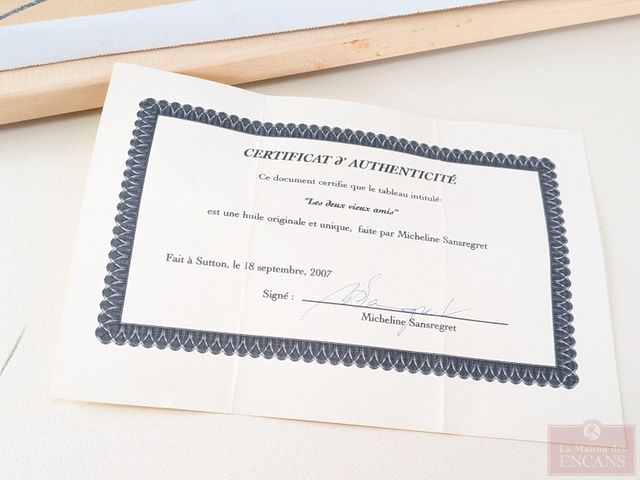 CERTIFICAT d' AUTHENTICITÉ
Ce document certifie que le tableau intitulé:
"Les deux vieux amis"
est une huile originale et unique, faite par Micheline Sansregret
Fait à Sutton, le 18 septembre, 2007
Signé :
Micheline Sansregret
La Maison des
ENCANS